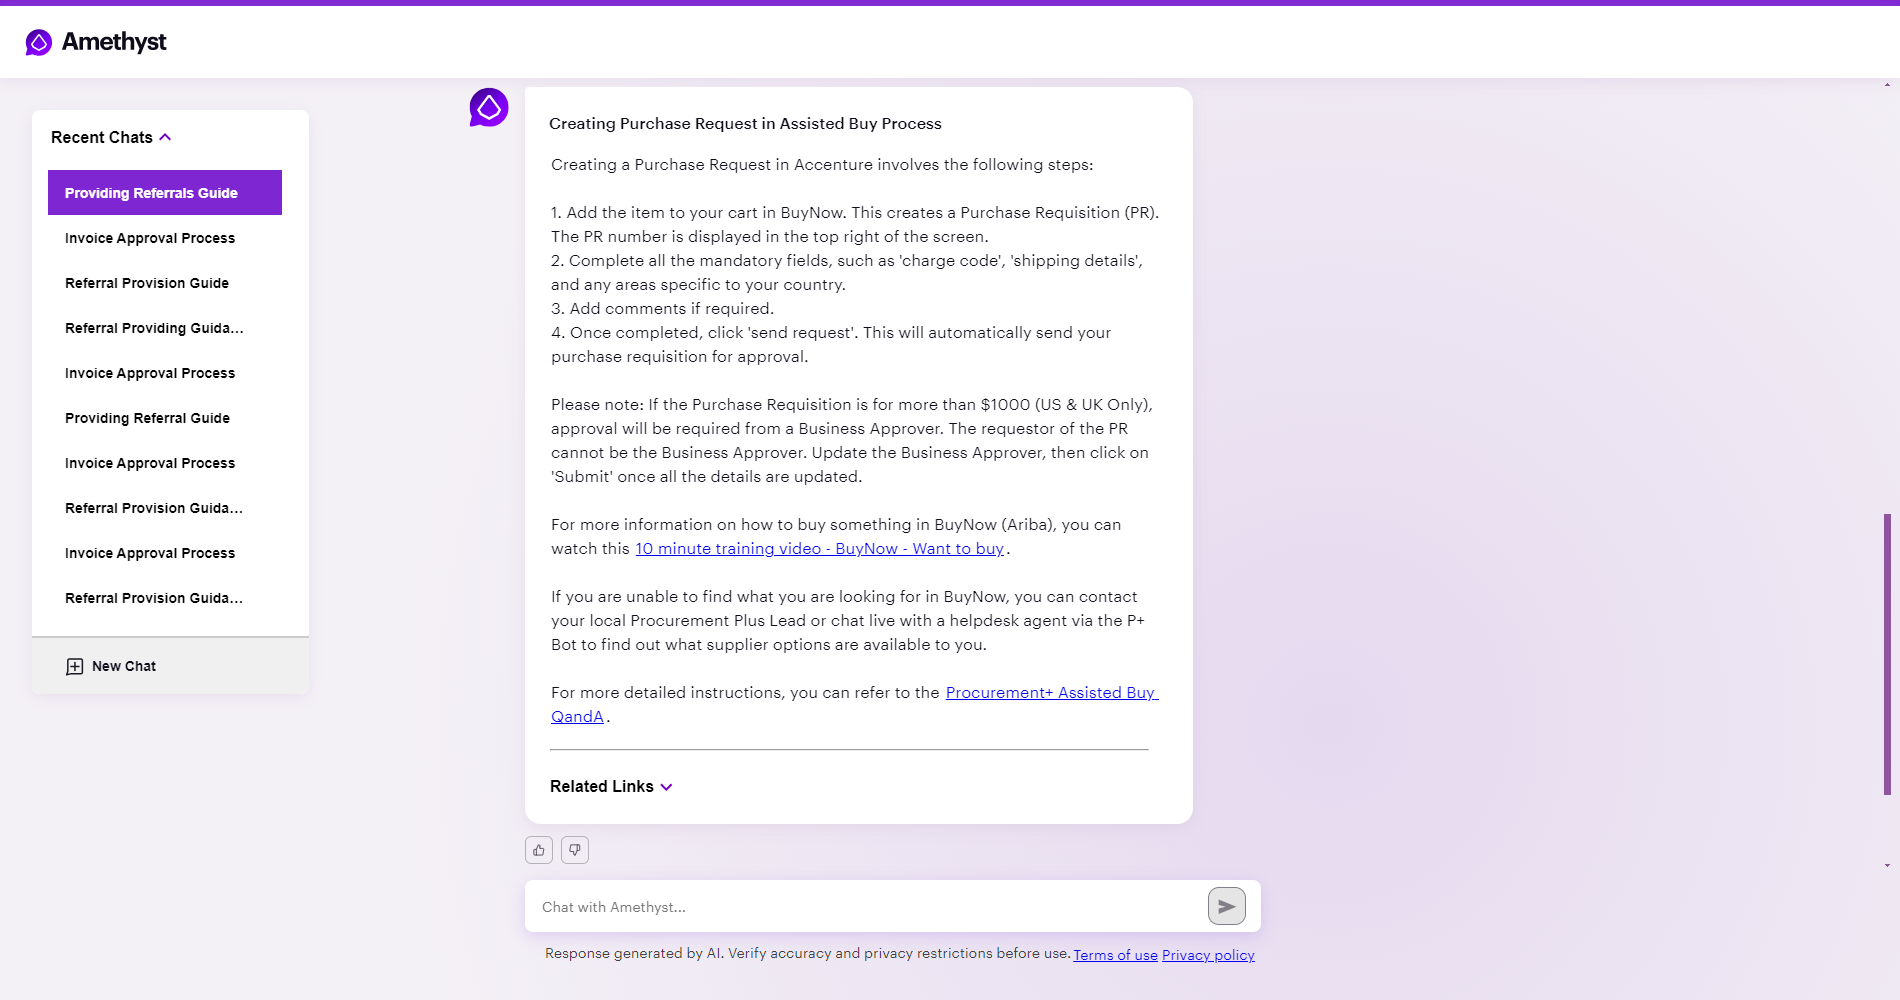 Amethyst
Recent Chats
Providing Referrals Guide
Invoice Approval Process
Referral Provision Guide
Referral Providing Guida...
Invoice Approval Process
Providing Referral Guide
Invoice Approval Process
Referral Provision Guida...
Invoice Approval Process
Referral Provision Guida...
New Chat
Creating Purchase Request in Assisted Buy Process
Creating a Purchase Request in Accenture involves the following steps:
1. Add the item to your cart in BuyNow. This creates a Purchase Requisition (PR).
The PR number is displayed in the top right of the screen.
2. Complete all the mandatory fields, such as 'charge code', 'shipping details',
and any areas specific to your country.
3. Add comments if required.
4. Once completed, click 'send request'. This will automatically send your
purchase requisition for approval.
Please note: If the Purchase Requisition is for more than $1000 (US & UK Only),
approval will be required from a Business Approver. The requestor of the PR
cannot be the Business Approver. Update the Business Approver, then click on
'Submit' once all the details are updated.
For more information on how to buy something in BuyNow (Ariba), you can
watch this 10 minute training video - BuyNow - Want to buy.
If you are unable to find what you are looking for in BuyNow, you can contact
your local Procurement Plus Lead or chat live with a helpdesk agent via the P+
Bot to find out what supplier options are available to you.
For more detailed instructions, you can refer to the Procurement+ Assisted Buy
QandA.
Related Links
Chat with Amethyst...
Response generated by AI. Verify accuracy and privacy restrictions before use. Terms of use Privacy policy